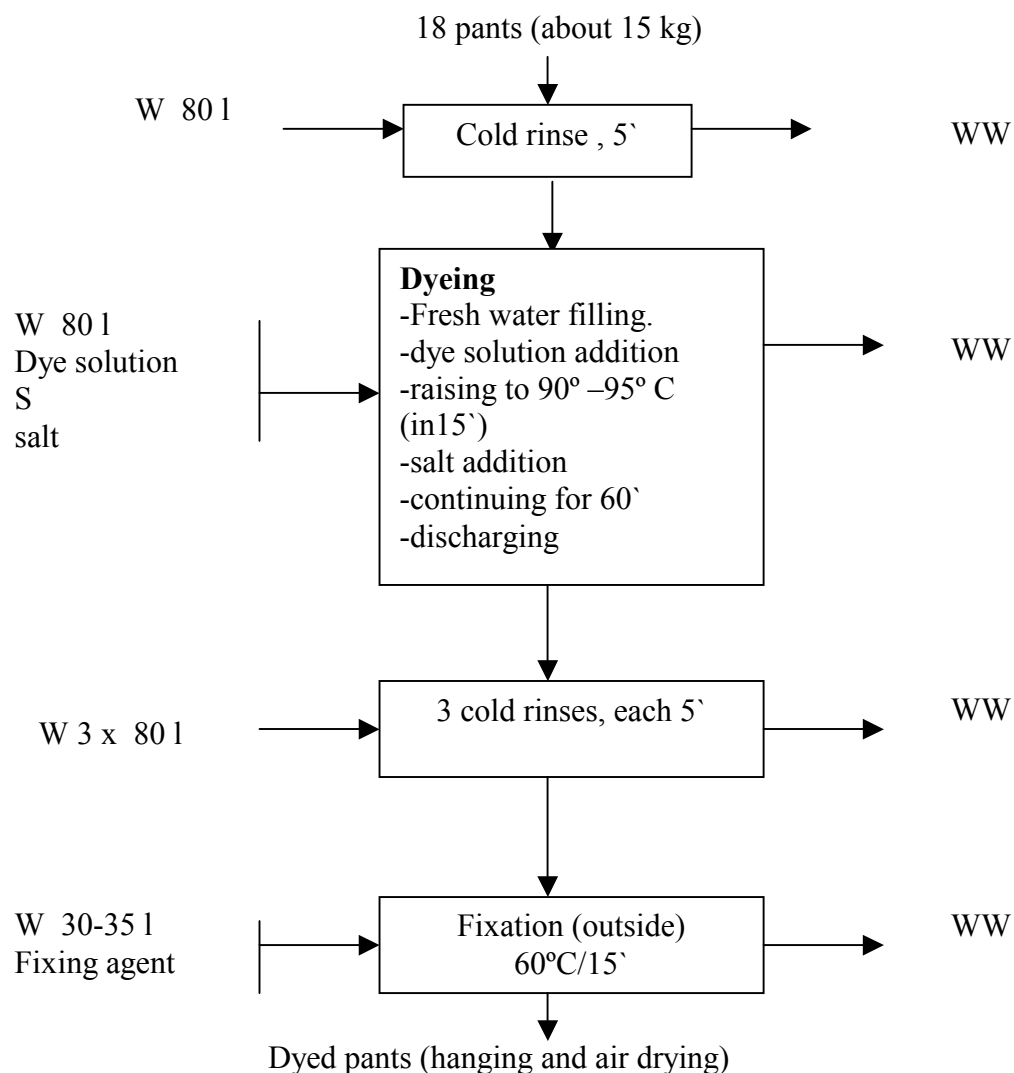 18 pants (about 15 kg)
W 80 l
Cold rinse , 5`
WW
W 80 l
Dye solution
S
salt
Dyeing
-Fresh water filling.
-dye solution addition
-raising to 90º –95º C
(in15`)
-salt addition
-continuing for 60`
-discharging
WW
W 3 x 80 l
3 cold rinses, each 5`
WW
W 30-35 l
Fixing agent
Fixation (outside)
60ºC/15`
WW
Dyed pants (hanging and air drying)